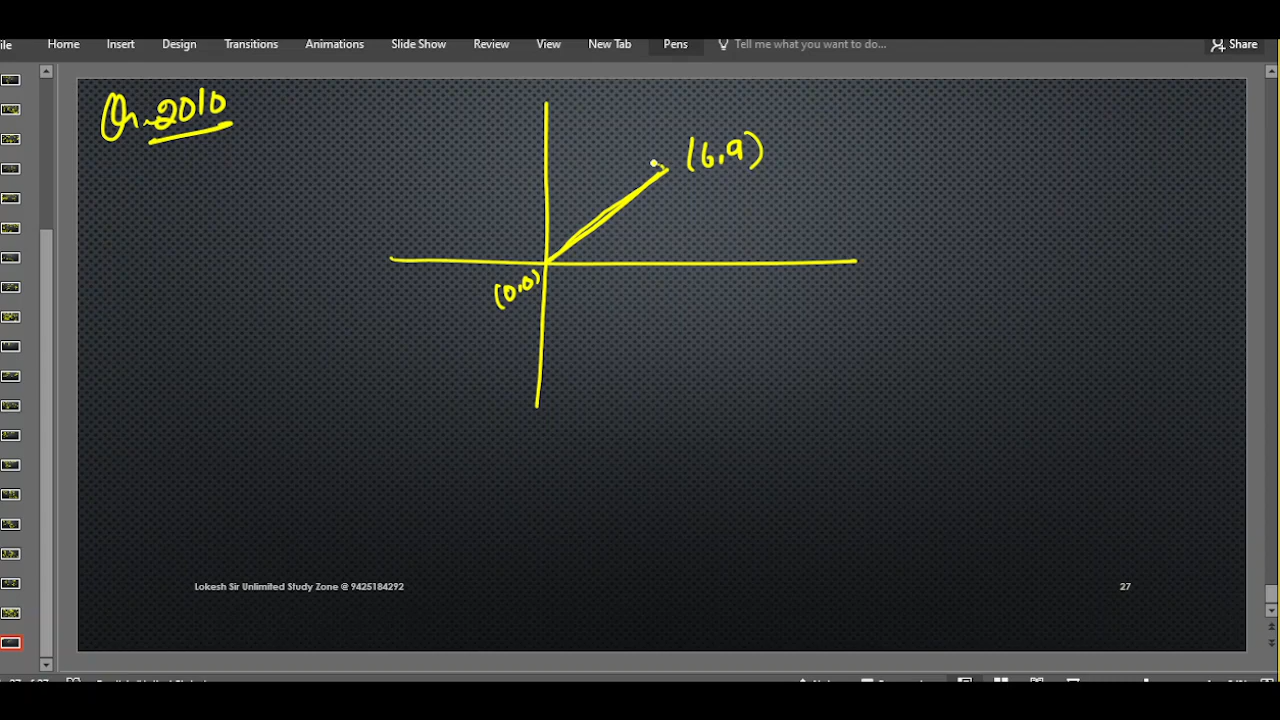 File Home Insert Design Transitions Animations Slide Show Review View New Tab Pens Tell me what you want to do... Share
Qn. 2010
(6,9)
(0,0)
Lokesh Sir Unlimited Study Zone @ 9425184292
27